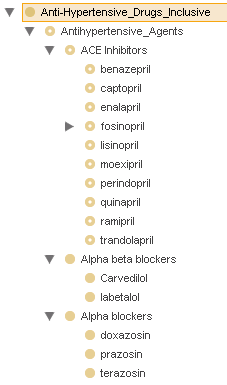 Anti-Hypertensive_Drugs_Inclusive
Antihypertensive_Agents
ACE Inhibitors
benazepril
captopril
enalapril
fosinopril
lisinopril
moexipril
perindopril
quinapril
ramipril
trandolapril
Alpha beta blockers
Carvedilol
labetalol
Alpha blockers
doxazosin
prazosin
terazosin